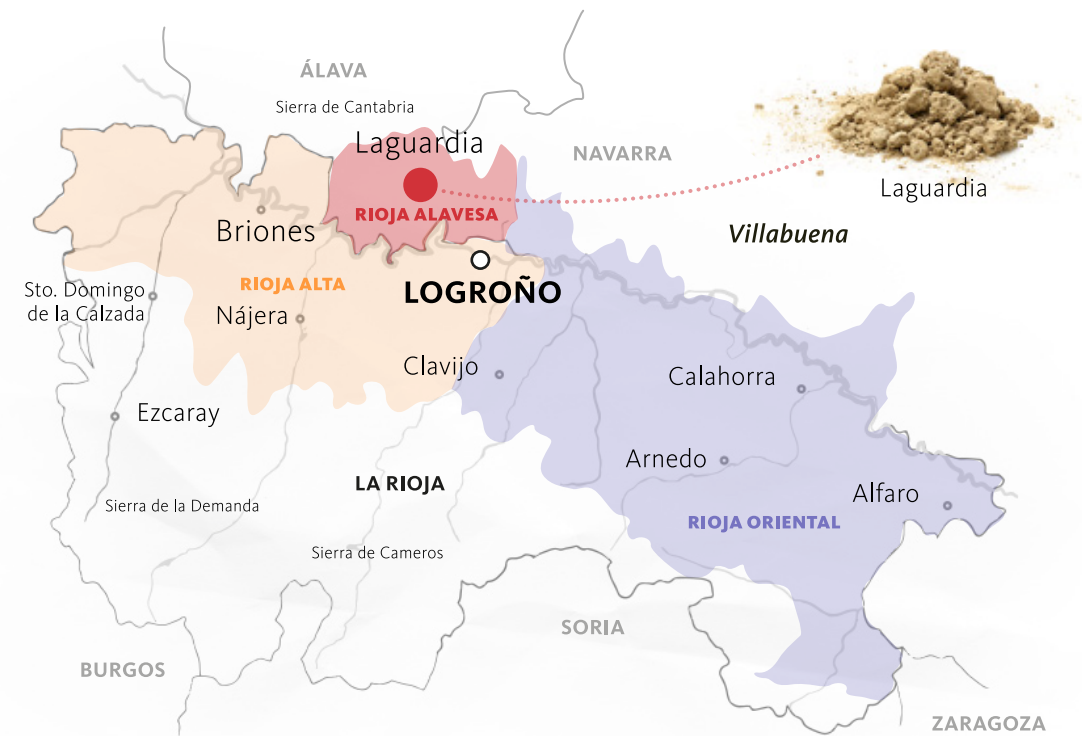 ÁLAVA
Sierra de Cantabria
Laguardia
NAVARRA
Laguardia
RIOJA ALAVESA
Briones
Villabuena
RIOJA ALTA
LOGROÑO
Sto. Domingo
de la Calzada
Nájera
Clavijo
Calahorra
Ezcaray
Arnedo
LA RIOJA
Alfaro
Sierra de la Demanda
RIOJA ORIENTAL
Sierra de Cameros
SORIA
BURGOS
ZARAGOZA